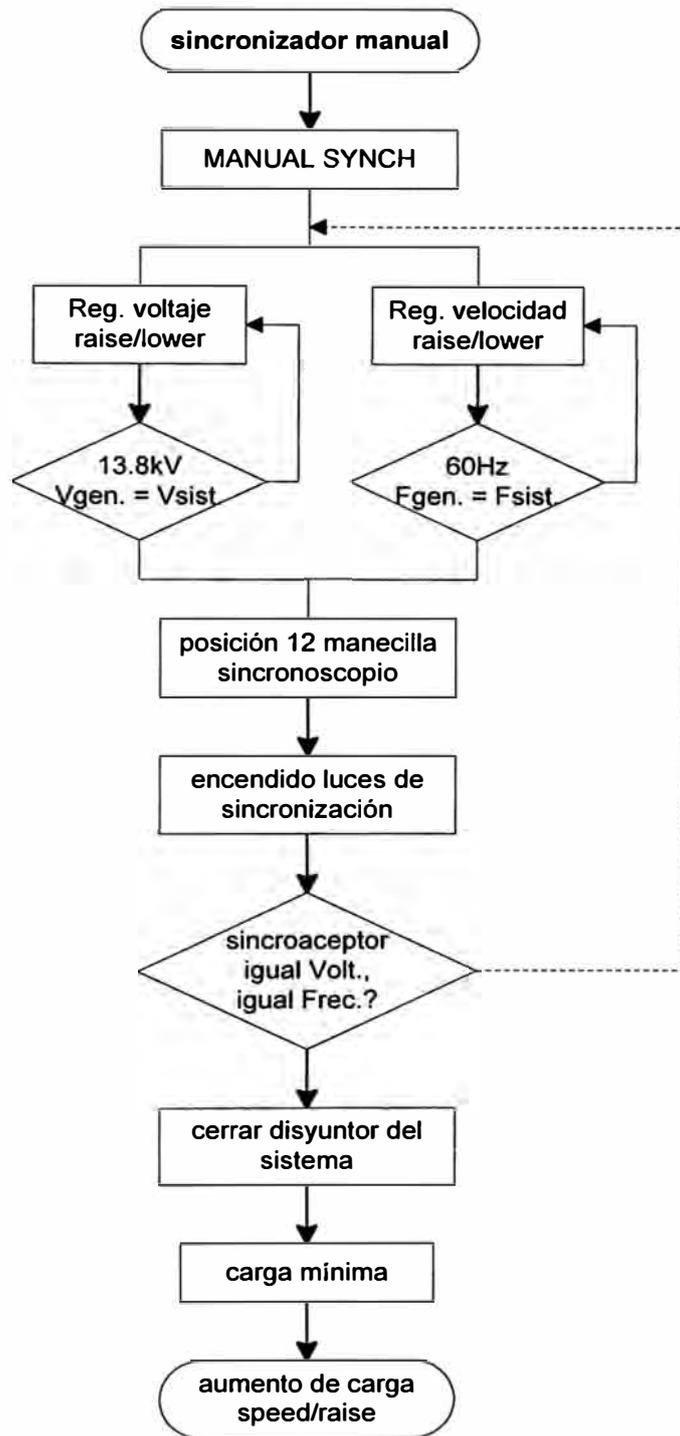 sincronizador manual
MANUAL SYNCH
Reg. voltaje
raise/lower
Reg. velocidad
raise/lower
13.8kV
Vgen. = Vsist.
60Hz
Fgen. = Fsist.
posición 12 manecilla
sincronoscopio
encendido luces de
sincronización
sincroaceptor
igual Volt.,
igual Frec.?
cerrar disyuntor del
sistema
carga mínima
aumento de carga
speed/raise